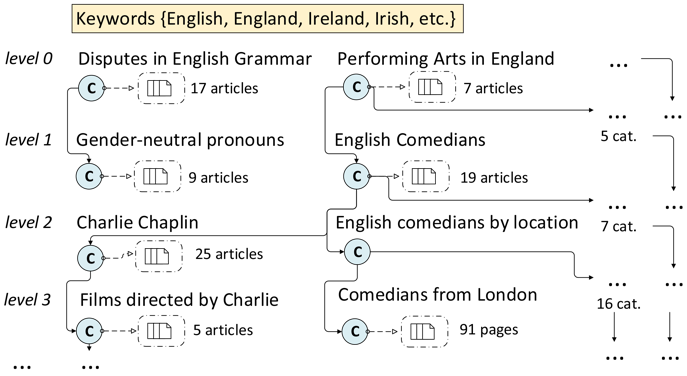 Keywords {English, England, Ireland, Irish, etc.}
level 0 Disputes in English Grammar Performing Arts in England ...
C 17 articles C 7 articles
... ...
5 cat.
level 1 Gender-neutral pronouns English Comedians
C 9 articles C 19 articles
... ...
7 cat.
level 2 Charlie Chaplin English comedians by location
C 25 articles C
... ...
16 cat.
level 3 Films directed by Charlie Comedians from London
C 5 articles C 91 pages
... ... ... ...